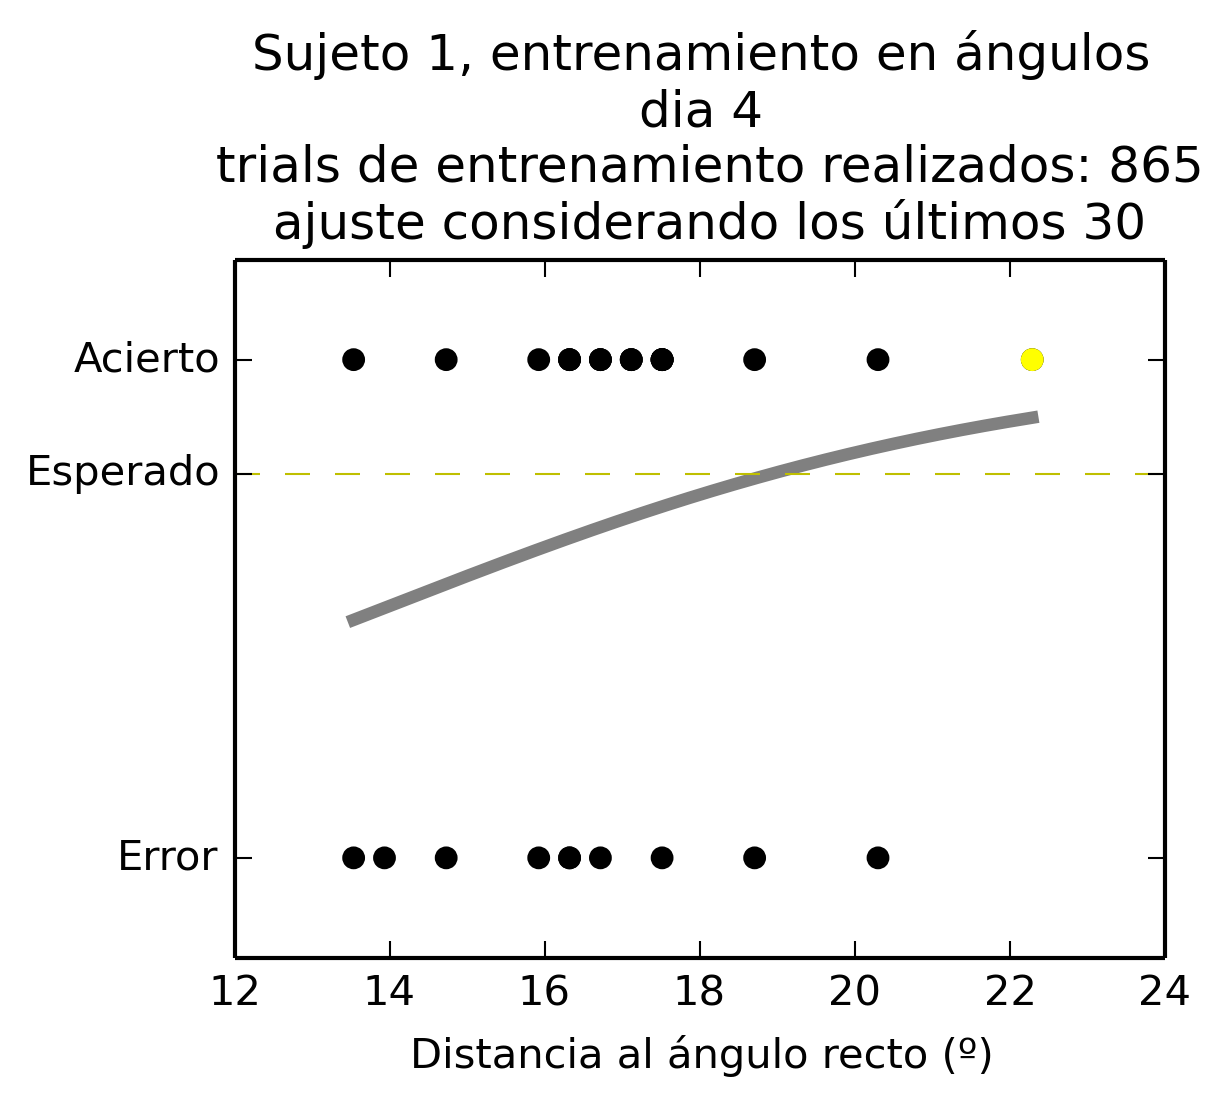 Sujeto 1, entrenamiento en ángulos
dia 4
trials de entrenamiento realizados: 865
ajuste considerando los últimos 30
Acierto
Esperado
Error
12 14 16 18 20 22 24
Distancia al ángulo recto (º)